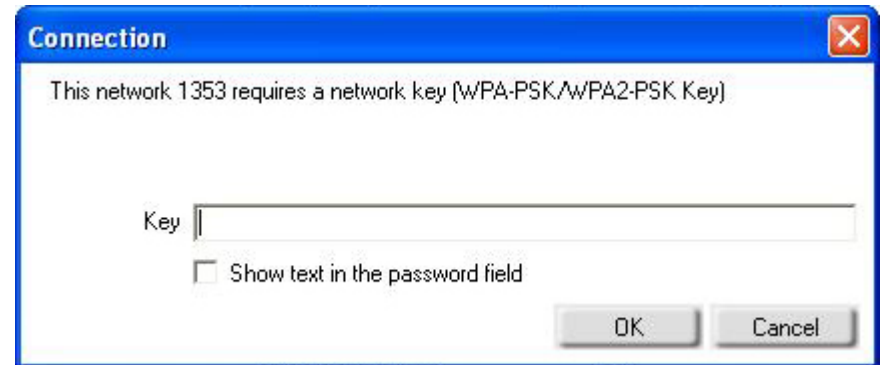 Connection
This network 1353 requires a network key (WPA-PSK/WPA2-PSK Key)
Key
Show text in the password field
OK Cancel